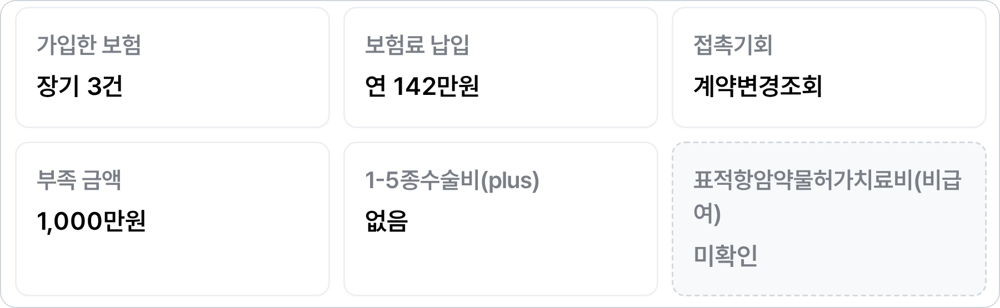 가입한 보험
장기 3건
보험료 납입
연 142만원
접촉기회
계약변경조회
부족 금액
1,000만원
1-5종수술비(plus)
없음
표적항암약물허가치료비(비급
여)
미확인